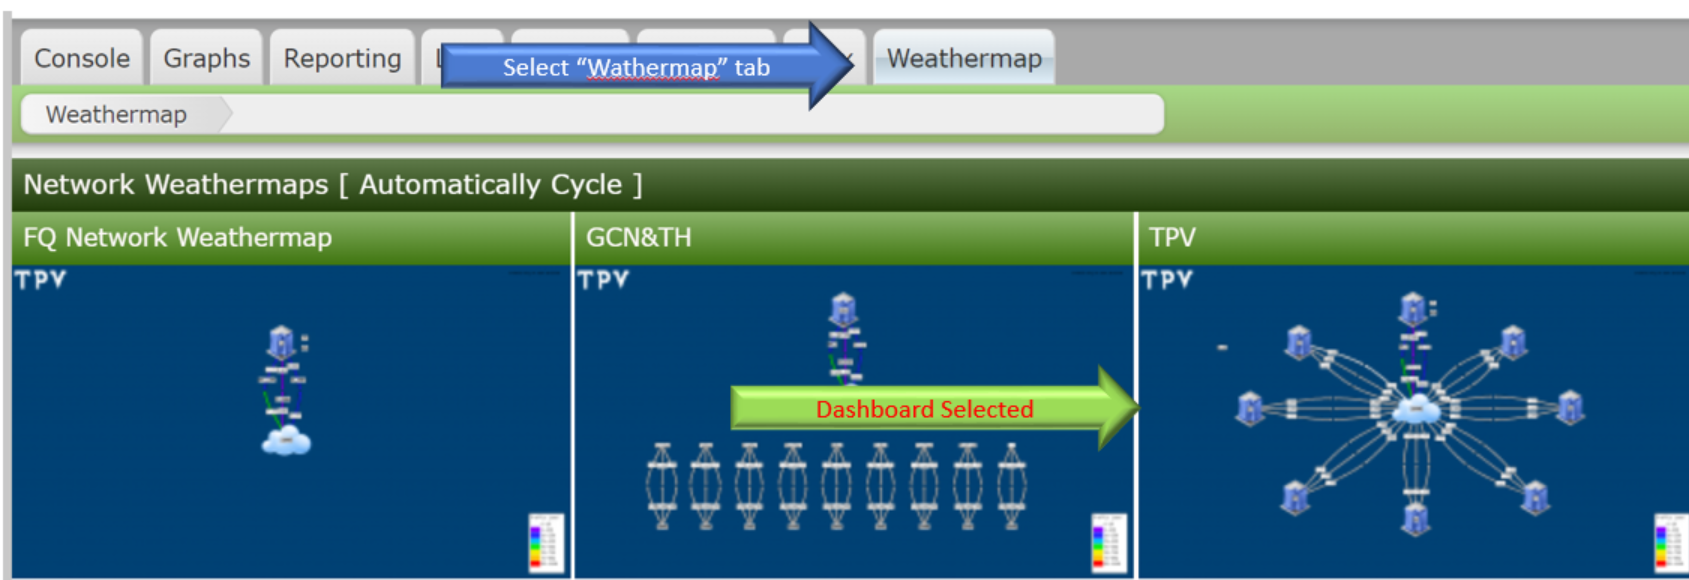 Console Graphs Reporting Select “Wathermap” tab Weathermap
Weathermap
Network Weathermaps [ Automatically Cycle ]
FQ Network Weathermap GCN&TH TPV
TPV TPV TPV
Dashboard Selected